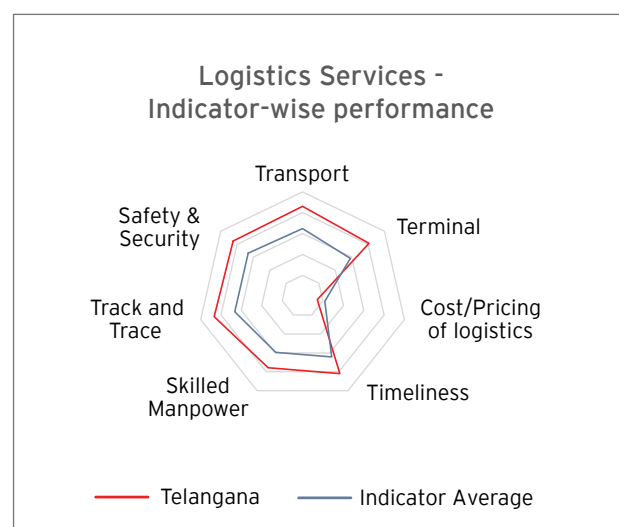 Logistics Services -
Indicator-wise performance
Transport
Safety &
Security
Terminal
Track and
Trace
Cost/Pricing
of logistics
Skilled
Manpower
Timeliness
Telangana
Indicator Average